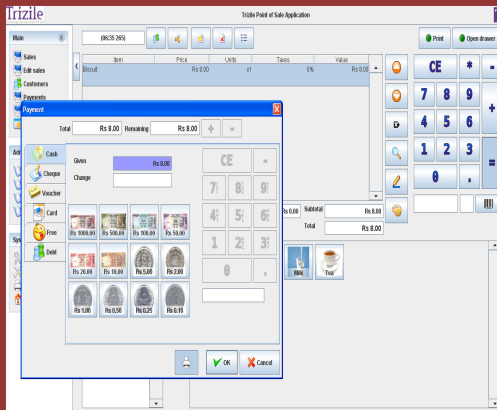 Trizile
Trizile Point of Sale Application
Main
(06:35 265)
Print
Open drawer
Sales
Edit sales
Customers
Payments
Item Price Units Taxes Value
Biscuit Rs 8.00 x1 0% Rs 8.00
CE * -
7 8 9
+
4 5 6
1 2 3
=
0 .
Payment
Total Rs 8.00 Remaining Rs 8.00 + =
Cash
Cheque
Voucher
Card
Free
Debt
Given Rs 8.00
Change
Rs 1000.00 Rs 500.00 Rs 100.00 Rs 50.00
Rs 20.00 Rs 10.00 Rs 5.00 Rs 2.00
Rs 1.00 Rs 0.50 Rs 0.25 Rs 0.10
CE
7 8 9
4 5 6
1 2 3
0 .
OK
Cancel
Rs 0.00 Subtotal Rs 8.00
Total Rs 8.00
Milk
Tea
Adr
Sys